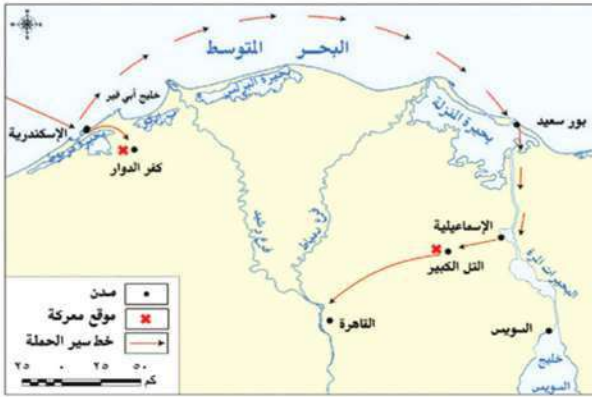 البحر المتوسط
خليج أبي قير
بحيرة البرلس
الإسكندرية
بحيرة مريوط
كفر الدوار
بور سعيد
بحيرة المنزلة
فرع رشيد
فرع دمياط
الإسماعيلية
التل الكبير
البحيرات المرة
القاهرة
السويس
خليج
السويس
مدن
موقع معركة
خط سير الحملة
٢٥ ٠ ٢٥ ٥٠
كم